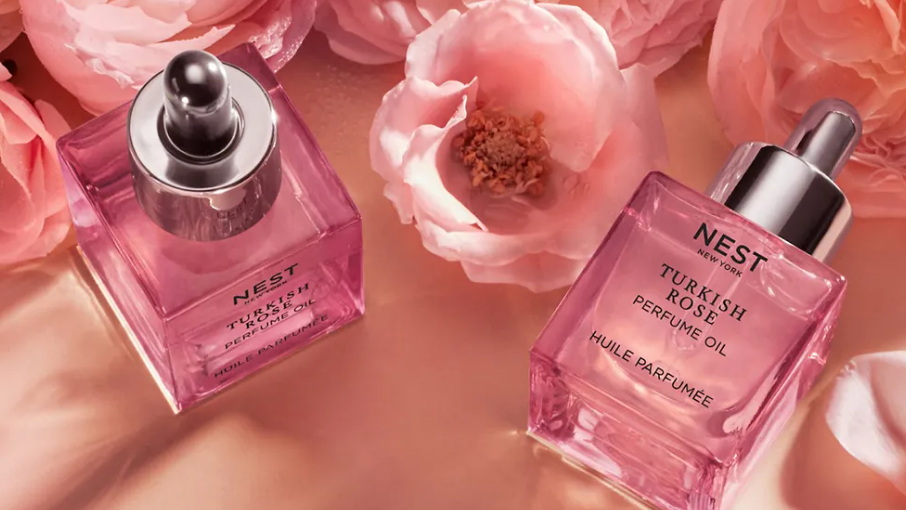 NEST
NEW YORK
TURKISH
ROSE
PERFUME OIL
HUILE PARFUMÉE
NEST
NEW YORK
TURKISH
ROSE
PERFUME OIL
HUILE PARFUMÉE